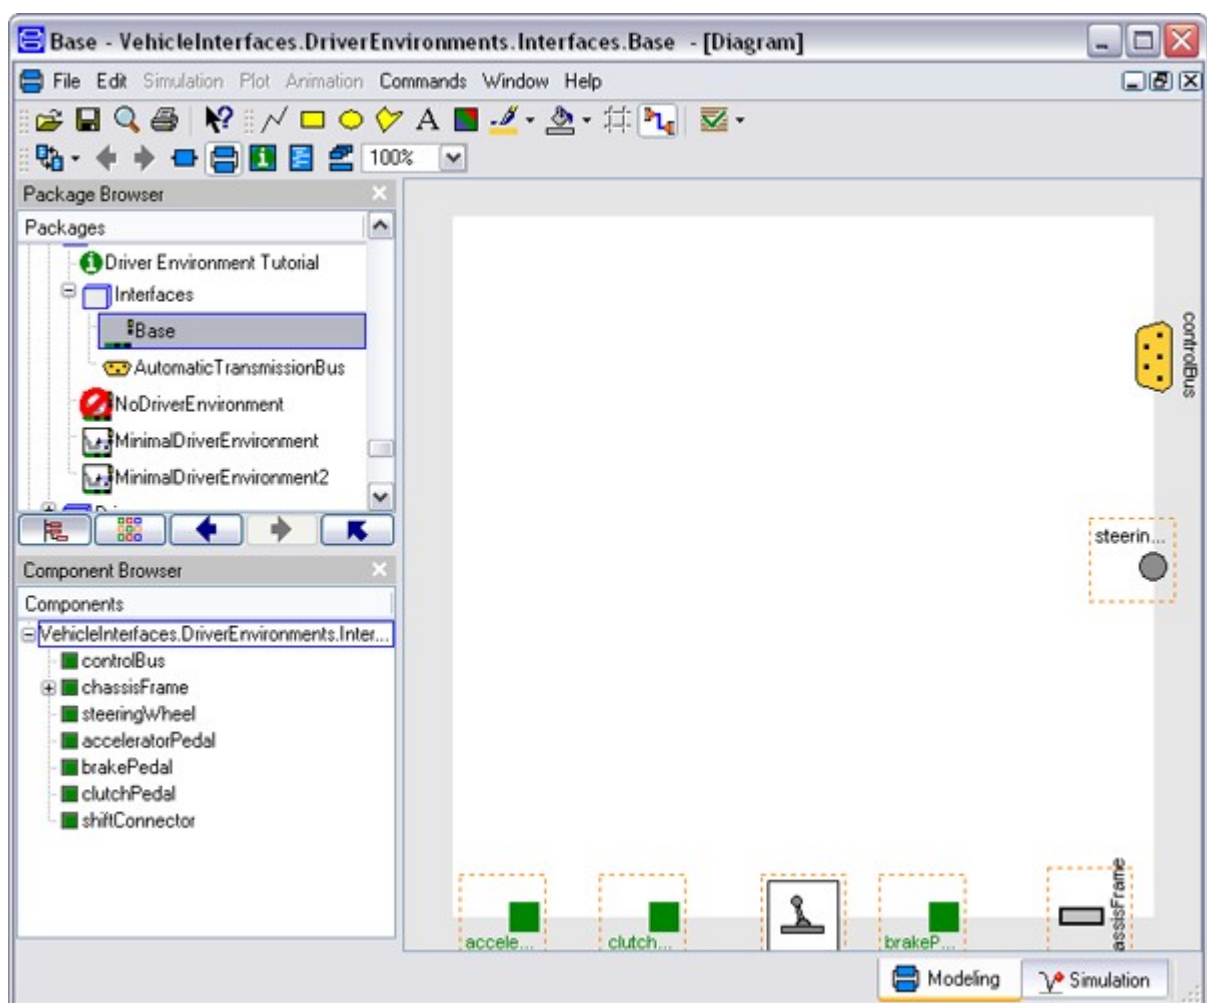 Base - VehicleInterfaces.DriverEnvironments.Interfaces.Base - [Diagram]
File Edit Simulation Plot Animation Commands Window Help
100%
Package Browser
Packages
Driver Environment Tutorial
Interfaces
Base
AutomaticTransmissionBus
NoDriverEnvironment
MinimalDriverEnvironment
MinimalDriverEnvironment2
Component Browser
Components
VehicleInterfaces.DriverEnvironments.Inter...
controlBus
chassisFrame
steeringWheel
acceleratorPedal
brakePedal
clutchPedal
shiftConnector
controlBus
steerin...
accele...
clutch...
brakeP...
assisFrame
Modeling
Simulation